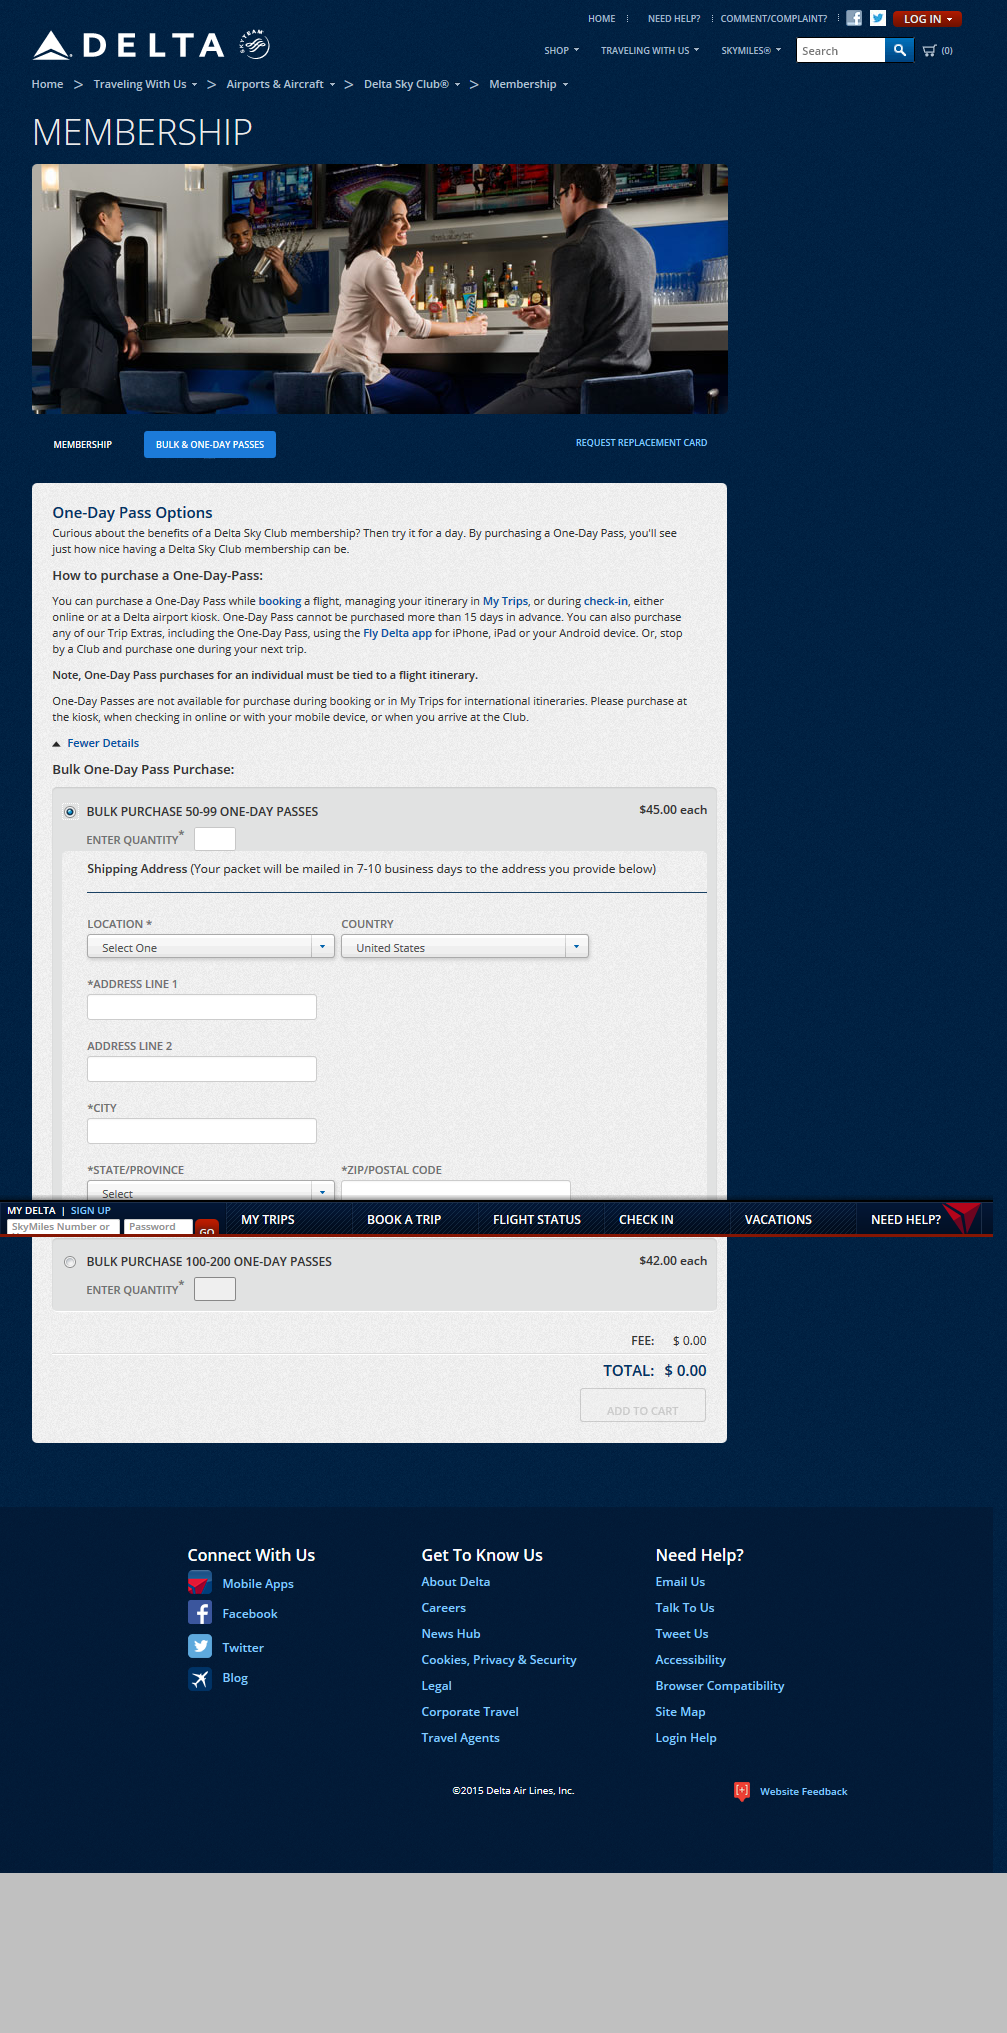 HOME
NEED HELP?
COMMENT/COMPLAINT?
LOG IN
DELTA
SKYTEAM
SHOP
TRAVELING WITH US
SKYMILES®
Search
(0)
Home > Traveling With Us > Airports & Aircraft > Delta Sky Club® > Membership
MEMBERSHIP
MEMBERSHIP
BULK & ONE-DAY PASSES
REQUEST REPLACEMENT CARD
One-Day Pass Options
Curious about the benefits of a Delta Sky Club membership? Then try it for a day. By purchasing a One-Day Pass, you'll see
just how nice having a Delta Sky Club membership can be.
How to purchase a One-Day-Pass:
You can purchase a One-Day Pass while booking a flight, managing your itinerary in My Trips, or during check-in, either
online or at a Delta airport kiosk. One-Day Pass cannot be purchased more than 15 days in advance. You can also purchase
any of our Trip Extras, including the One-Day Pass, using the Fly Delta app for iPhone, iPad or your Android device. Or, stop
by a Club and purchase one during your next trip.
Note, One-Day Pass purchases for an individual must be tied to a flight itinerary.
One-Day Passes are not available for purchase during booking or in My Trips for international itineraries. Please purchase at
the kiosk, when checking in online or with your mobile device, or when you arrive at the Club.
Fewer Details
Bulk One-Day Pass Purchase:
BULK PURCHASE 50-99 ONE-DAY PASSES
$45.00 each
ENTER QUANTITY*
Shipping Address (Your packet will be mailed in 7-10 business days to the address you provide below)
LOCATION *
COUNTRY
Select One
United States
*ADDRESS LINE 1
ADDRESS LINE 2
*CITY
*STATE/PROVINCE
*ZIP/POSTAL CODE
Select
MY DELTA | SIGN UP
SkyMiles Number or
Password
GO
MY TRIPS
BOOK A TRIP
FLIGHT STATUS
CHECK IN
VACATIONS
NEED HELP?
BULK PURCHASE 100-200 ONE-DAY PASSES
$42.00 each
ENTER QUANTITY*
FEE: $ 0.00
TOTAL: $ 0.00
ADD TO CART
Connect With Us
Mobile Apps
Facebook
Twitter
Blog
Get To Know Us
About Delta
Careers
News Hub
Cookies, Privacy & Security
Legal
Corporate Travel
Travel Agents
Need Help?
Email Us
Talk To Us
Tweet Us
Accessibility
Browser Compatibility
Site Map
Login Help
©2015 Delta Air Lines, Inc.
[+]
Website Feedback